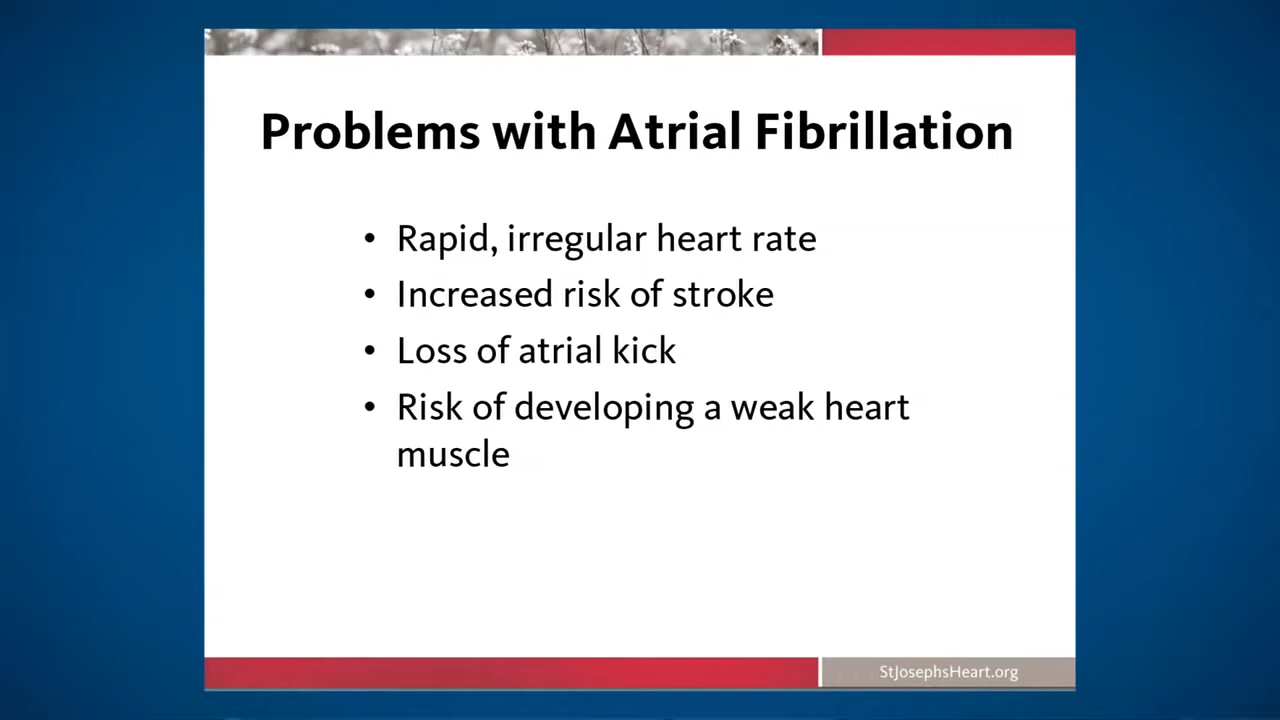 Problems with Atrial Fibrillation
• Rapid, irregular heart rate
• Increased risk of stroke
• Loss of atrial kick
• Risk of developing a weak heart
muscle
StJosephsHeart.org